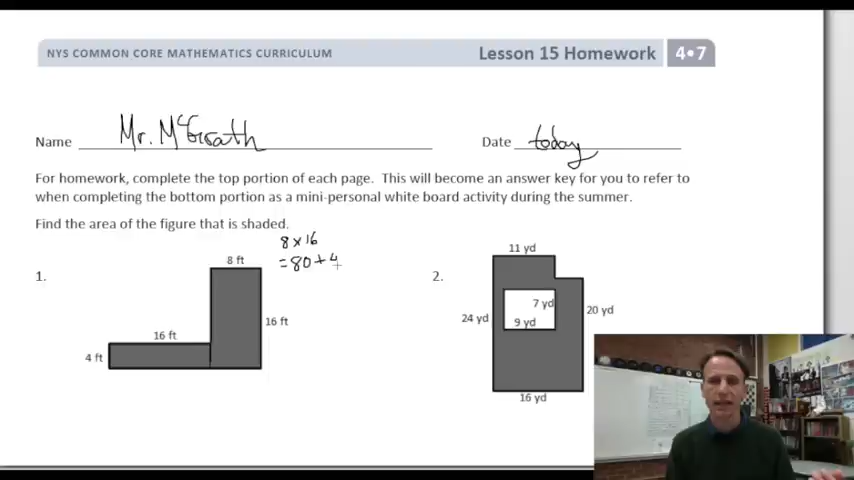 NYS COMMON CORE MATHEMATICS CURRICULUM
Lesson 15 Homework 4•7
Name Mr. McGrath
Date today
For homework, complete the top portion of each page. This will become an answer key for you to refer to
when completing the bottom portion as a mini-personal white board activity during the summer.
Find the area of the figure that is shaded.
8 × 16
= 80 + 4
1.
8 ft
16 ft
16 ft
4 ft
2.
11 yd
24 yd
7 yd
9 yd
20 yd
16 yd